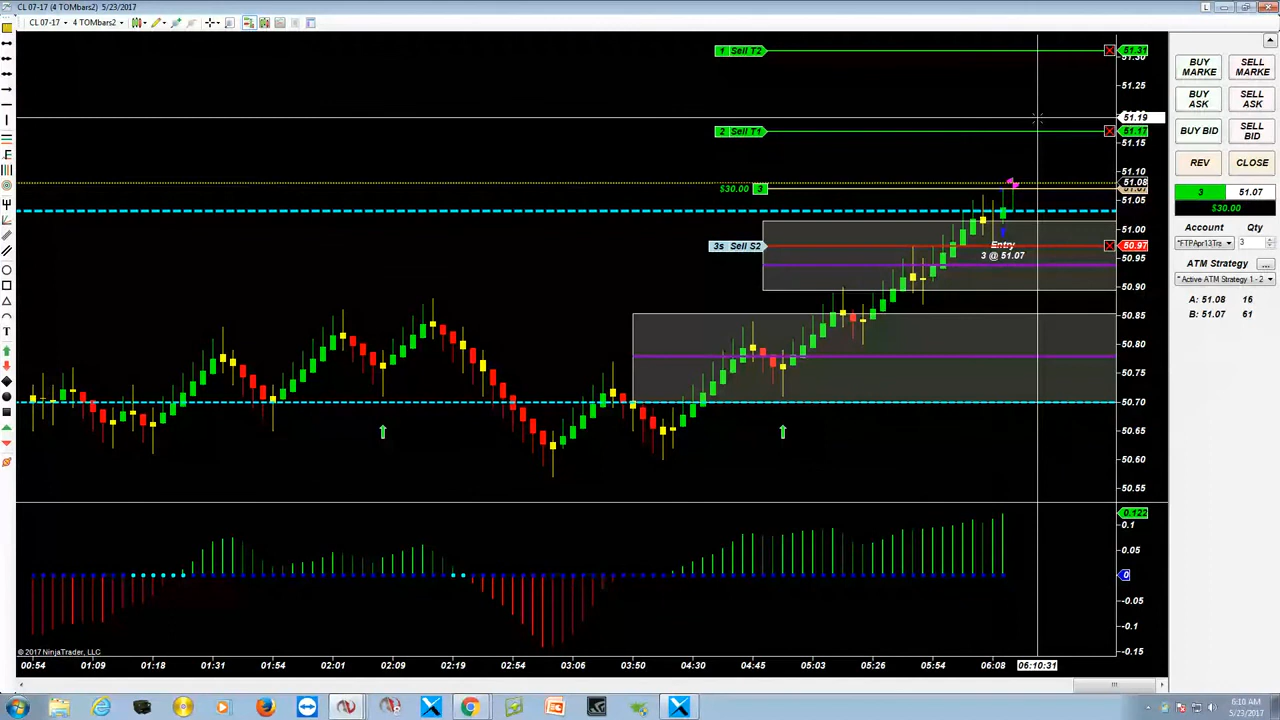 CL 07-17 (4 TOMbars2) 5/23/2017
CL 07-17
4 TOMbars2
L
1 Sell T2
51.31
51.30
51.25
51.19
2 Sell T1
51.17
51.15
51.10
51.08
$30.00 3
51.07
51.05
51.00
3s Sell S2
50.97
Entry
3 @ 51.07
50.95
50.90
50.85
50.80
50.75
50.70
50.65
50.60
50.55
0.122
0.1
0.05
0
-0.05
-0.1
-0.15
© 2017 NinjaTrader, LLC
00:54 01:09 01:18 01:31 01:54 02:01 02:09 02:19 02:54 03:06 03:50 04:30 04:45 05:03 05:26 05:54 06:08 06:10:31
BUY MARKE
SELL MARKE
BUY ASK
SELL ASK
BUY BID
SELL BID
REV
CLOSE
3 51.07
$30.00
Account Qty
*FTPApr13Tra 3
ATM Strategy ...
* Active ATM Strategy 1 - 2
A: 51.08 16
B: 51.07 61
6:10 AM
5/23/2017